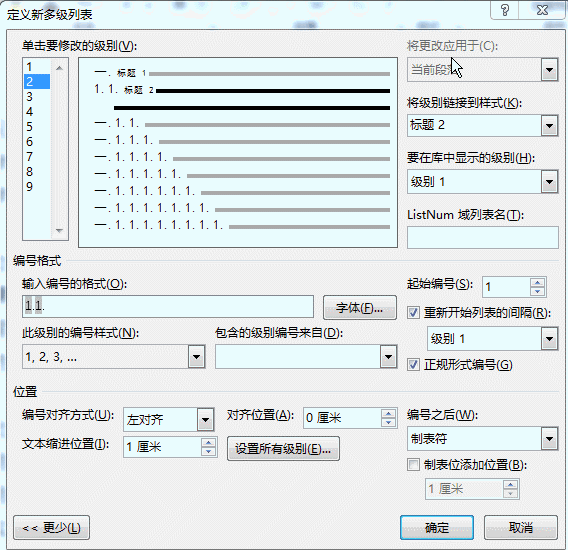 定义新多级列表
单击要修改的级别(V):
1
2
3
4
5
6
7
8
9
一. 标题 1
1.1. 标题 2
一.1.1.
一.1.1.1.
一.1.1.1.1.
一.1.1.1.1.1.
一.1.1.1.1.1.1.
一.1.1.1.1.1.1.1.
一.1.1.1.1.1.1.1.1.
将更改应用于(C):
当前段
将级别链接到样式(K):
标题 2
要在库中显示的级别(H):
级别 1
ListNum 域列表名(T):
编号格式
输入编号的格式(O):
1.1.
字体(F)...
此级别的编号样式(N):
1, 2, 3, ...
包含的级别编号来自(D):
起始编号(S): 1
重新开始列表的间隔(R):
级别 1
正规形式编号(G)
位置
编号对齐方式(U): 左对齐
对齐位置(A): 0 厘米
文本缩进位置(I): 1 厘米
设置所有级别(E)...
编号之后(W):
制表符
制表位添加位置(B):
1 厘米
<< 更少(L)
确定
取消